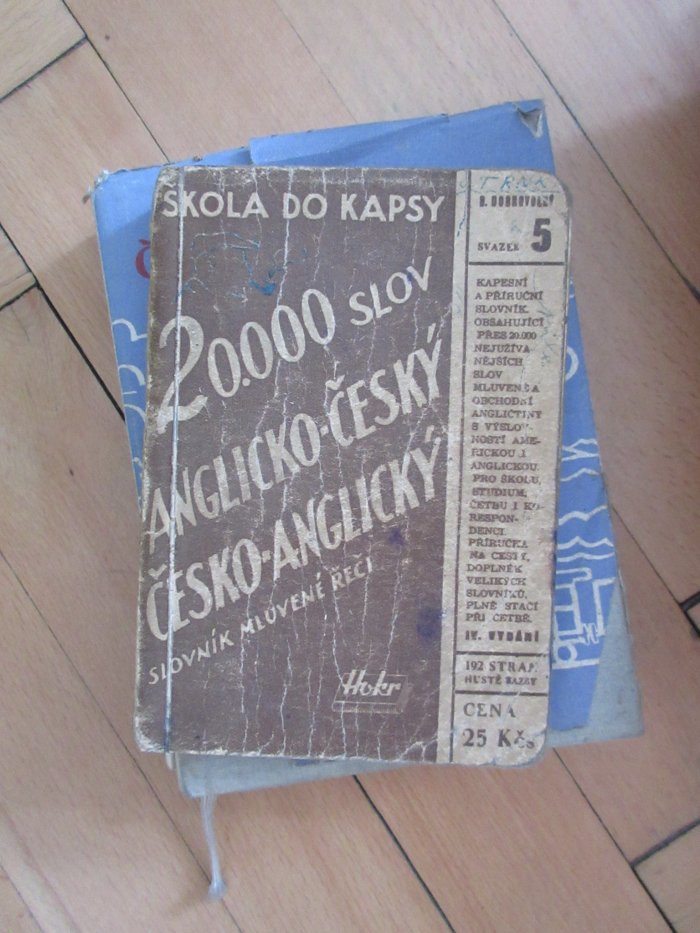 ŠKOLA DO KAPSY
20.000 SLOV
ANGLICKO-ČESKÝ
ČESKO-ANGLICKÝ
SLOVNÍK MLUVENÉ ŘEČI
Hokr
B. DOBROVOLNÝ
SVAZEK 5
KAPESNÍ
A PŘÍRUČNÍ
SLOVNÍK,
OBSAHUJÍCÍ
PŘES 20.000
NEJUŽÍVA-
NĚJŠÍCH
SLOV
MLUVENÉ A
OBCHODNÍ
ANGLIČTINY
S VÝSLOV-
NOSTÍ AME-
RICKOU I
ANGLICKOU.
PRO ŠKOLU,
STUDIUM,
ČETBU I KO-
RESPON-
DENCI.
PŘÍRUČKA
NA CESTY,
DOPLNĚK
VELIKÝCH
SLOVNÍKŮ,
PLNĚ STAČÍ
PŘI ČETBĚ.
IV. VYDÁNÍ
192 STRAN
HUSTÉ SAZBY
CENA
25 Kčs